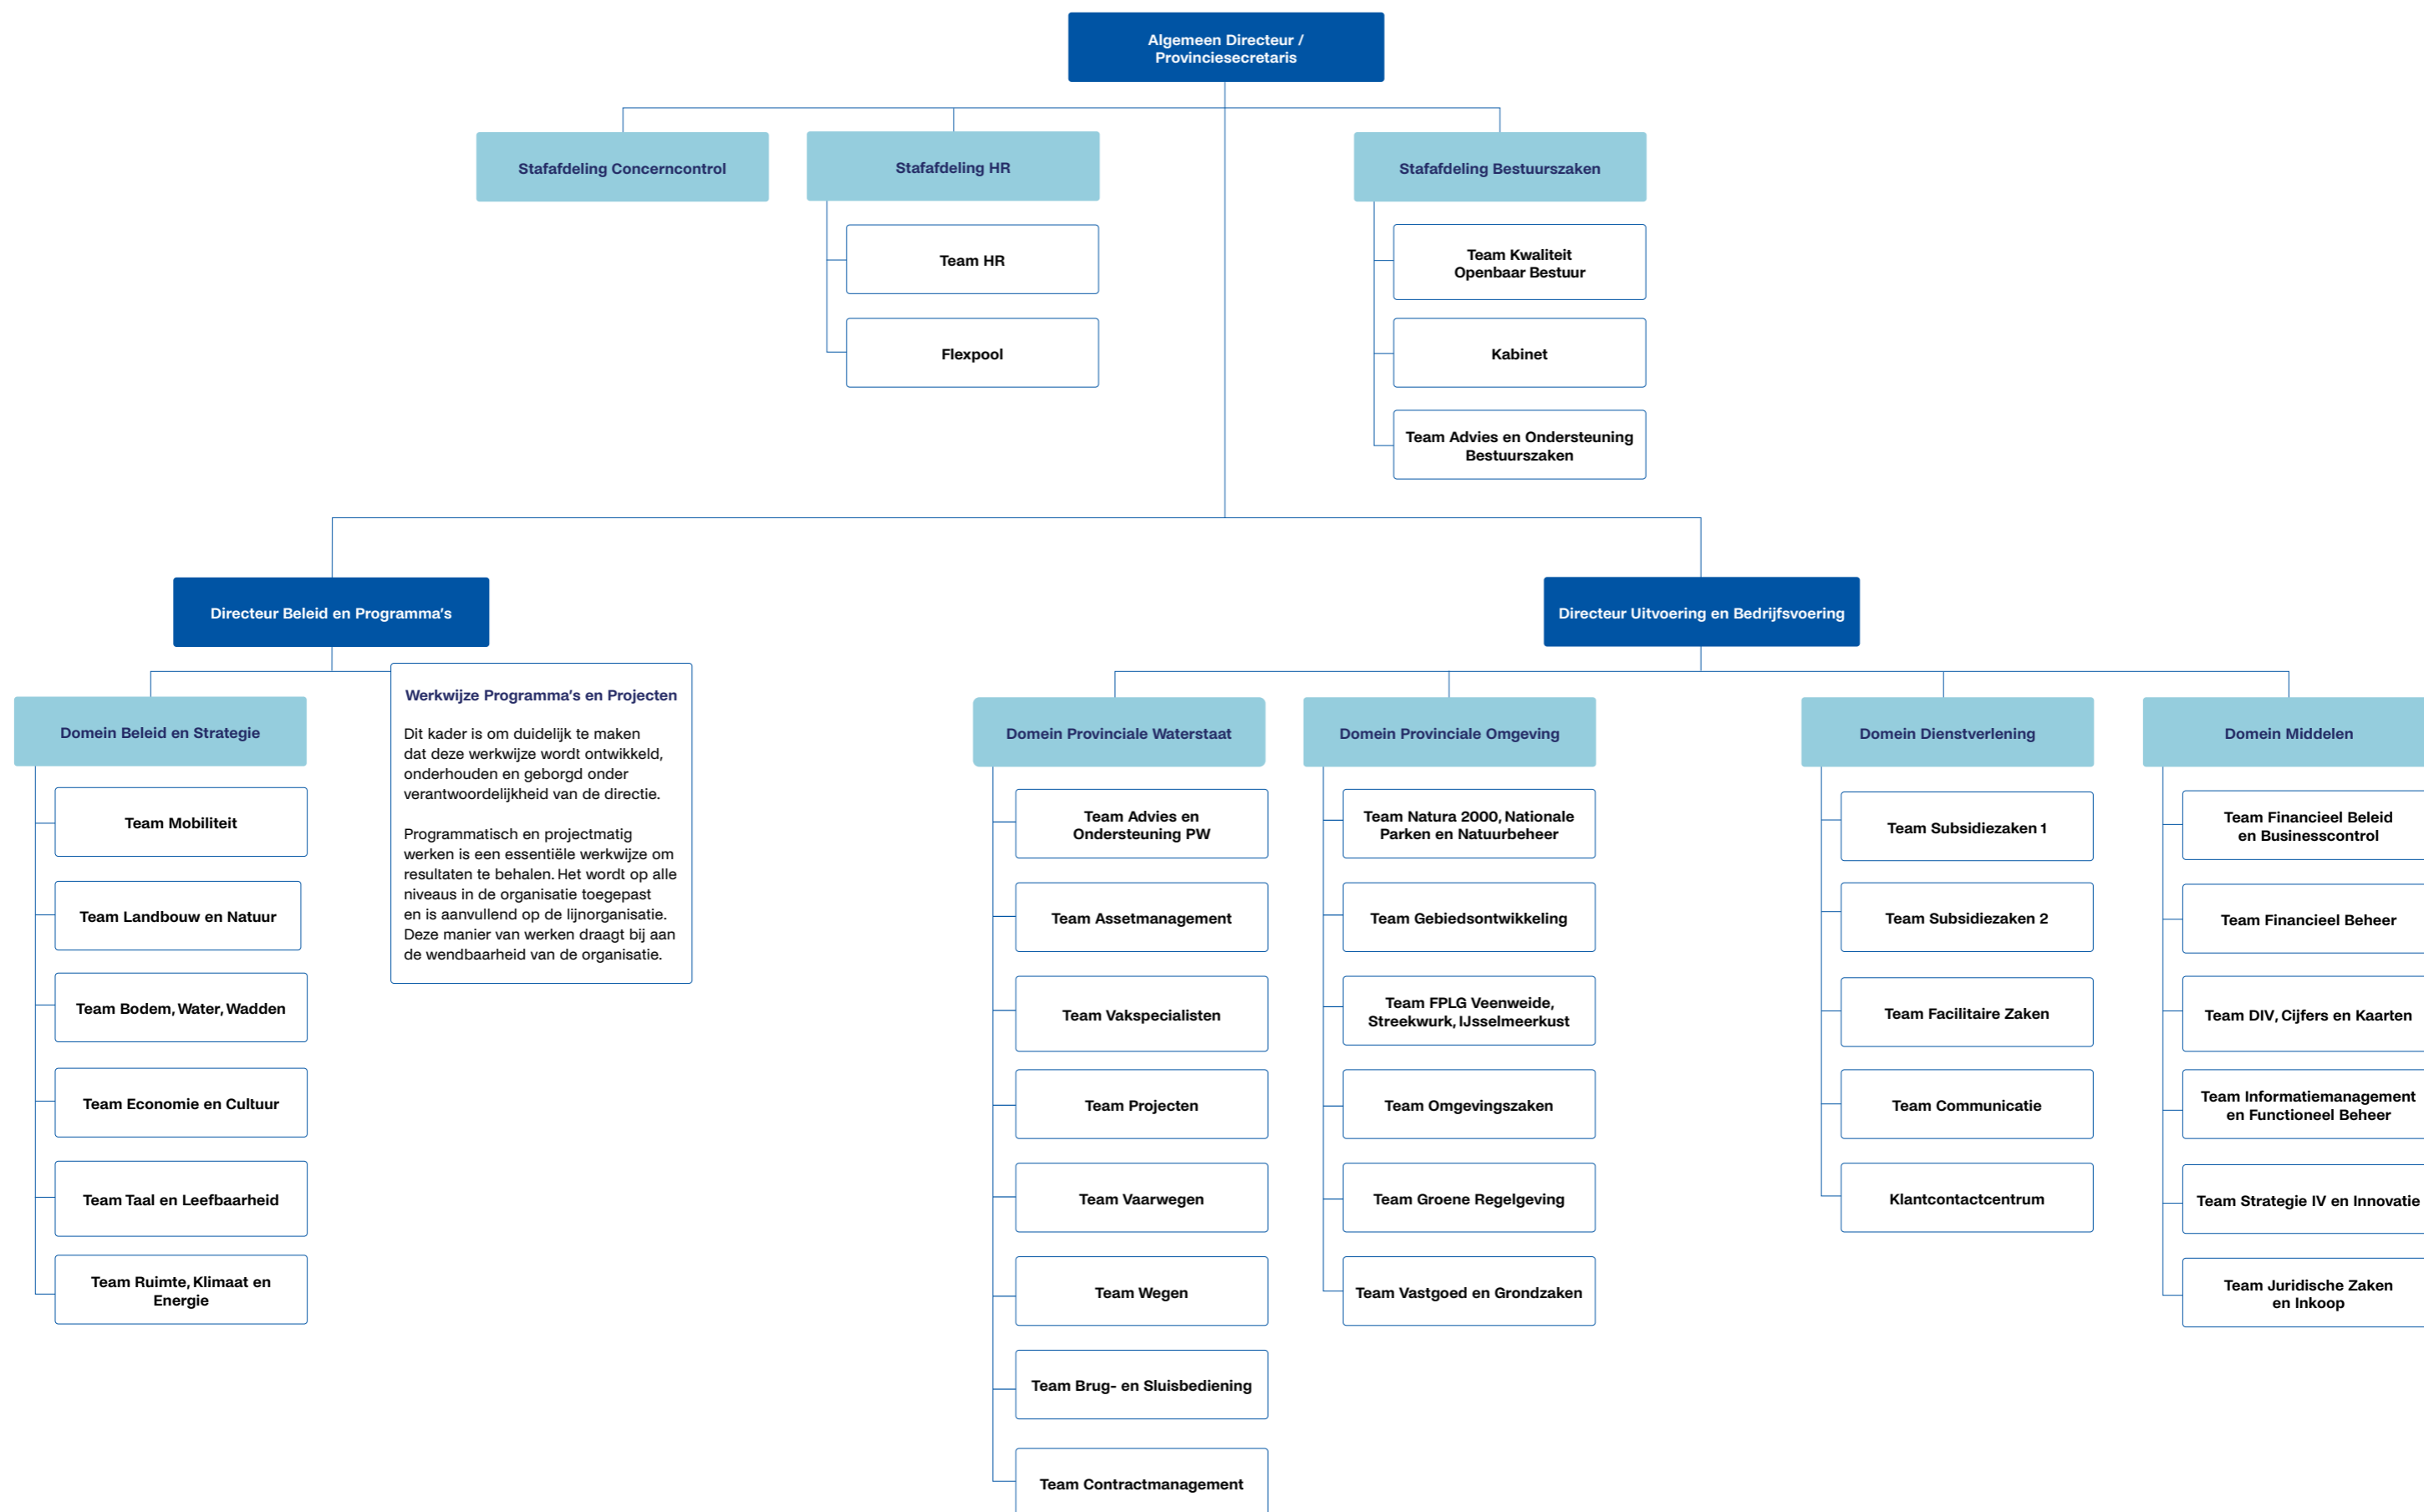 Algemeen Directeur /
Provinciesecretaris
Stafafdeling Concerncontrol
Stafafdeling HR
Team HR
Flexpool
Stafafdeling Bestuurszaken
Team Kwaliteit
Openbaar Bestuur
Kabinet
Team Advies en Ondersteuning
Bestuurszaken
Directeur Beleid en Programma's
Directeur Uitvoering en Bedrijfsvoering
Domein Beleid en Strategie
Team Mobiliteit
Team Landbouw en Natuur
Team Bodem, Water, Wadden
Team Economie en Cultuur
Team Taal en Leefbaarheid
Team Ruimte, Klimaat en
Energie
Werkwijze Programma's en Projecten
Dit kader is om duidelijk te maken
dat deze werkwijze wordt ontwikkeld,
onderhouden en geborgd onder
verantwoordelijkheid van de directie.
Programmatisch en projectmatig
werken is een essentiële werkwijze om
resultaten te behalen. Het wordt op alle
niveaus in de organisatie toegepast
en is aanvullend op de lijnorganisatie.
Deze manier van werken draagt bij aan
de wendbaarheid van de organisatie.
Domein Provinciale Waterstaat
Team Advies en
Ondersteuning PW
Team Assetmanagement
Team Vakspecialisten
Team Projecten
Team Vaarwegen
Team Wegen
Team Brug- en Sluisbediening
Team Contractmanagement
Domein Provinciale Omgeving
Team Natura 2000, Nationale
Parken en Natuurbeheer
Team Gebiedsontwikkeling
Team FPLG Veenweide,
Streekwurk, IJsselmeerkust
Team Omgevingszaken
Team Groene Regelgeving
Team Vastgoed en Grondzaken
Domein Dienstverlening
Team Subsidiezaken 1
Team Subsidiezaken 2
Team Facilitaire Zaken
Team Communicatie
Klantcontactcentrum
Domein Middelen
Team Financieel Beleid
en Businesscontrol
Team Financieel Beheer
Team DIV, Cijfers en Kaarten
Team Informatiemanagement
en Functioneel Beheer
Team Strategie IV en Innovatie
Team Juridische Zaken
en Inkoop